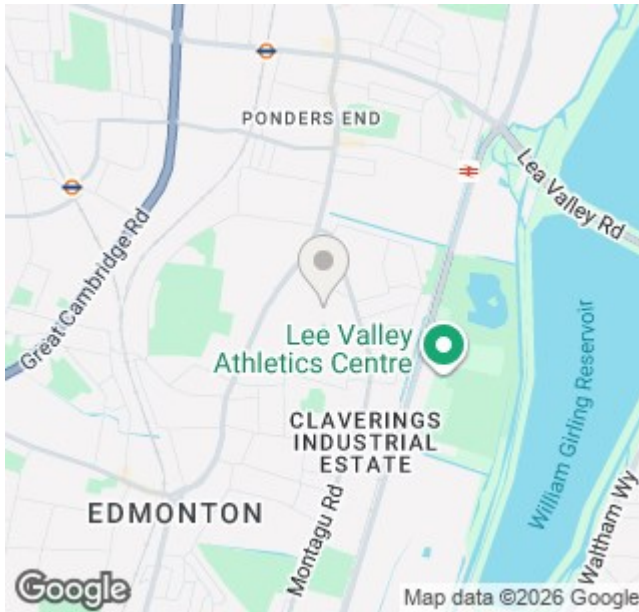 PONDERS END
Lea Valley Rd
Great Cambridge Rd
Lee Valley
Athletics Centre
William Girling Reservoir
CLAVERINGS
INDUSTRIAL
ESTATE
EDMONTON
Montagu Rd
Waltham Wy
Google
Map data ©2026 Google